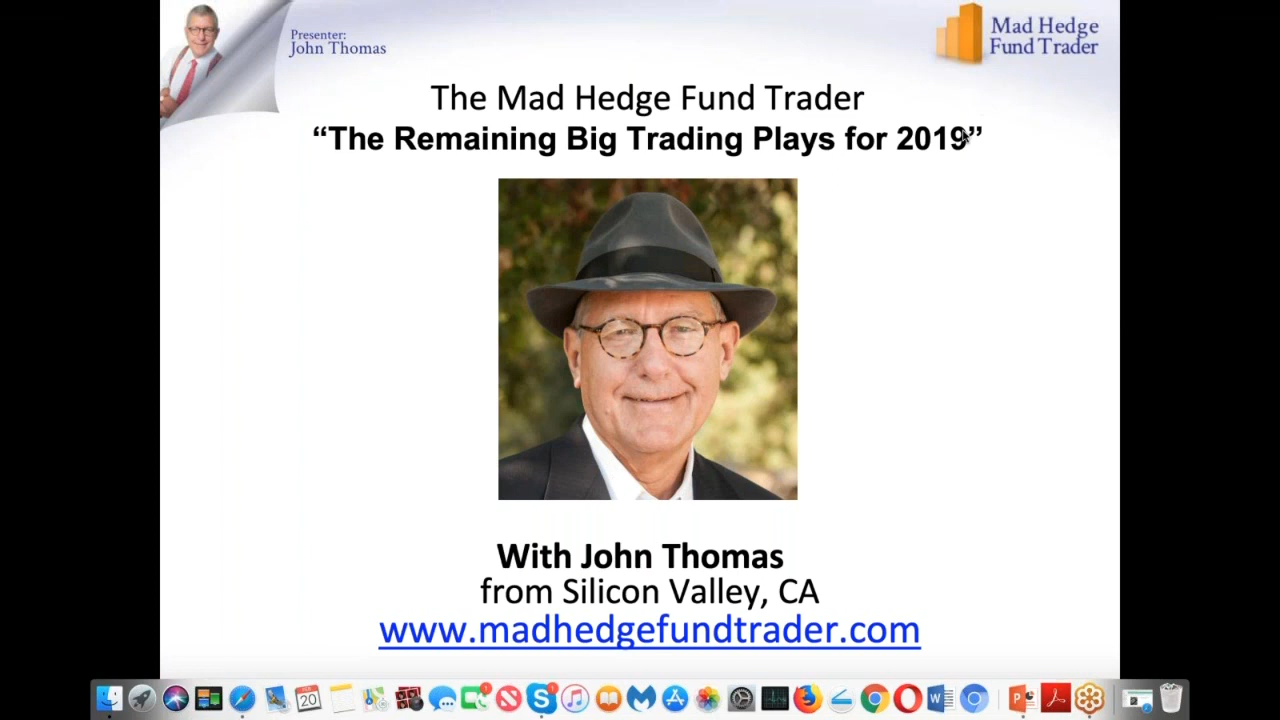 Presenter:
John Thomas
Mad Hedge
Fund Trader
The Mad Hedge Fund Trader
“The Remaining Big Trading Plays for 2019”
With John Thomas
from Silicon Valley, CA
www.madhedgefundtrader.com
20